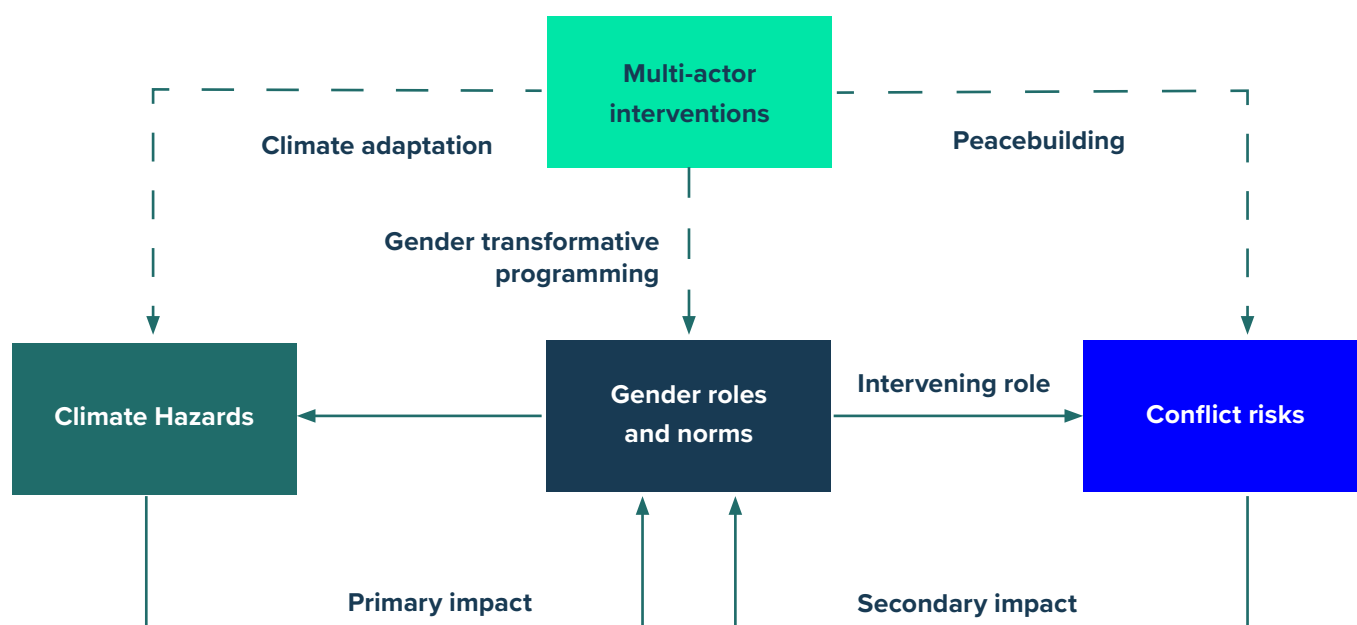 Multi-actor
interventions
Climate adaptation
Peacebuilding
Gender transformative
programming
Climate Hazards
Gender roles
and norms
Intervening role
Conflict risks
Primary impact
Secondary impact